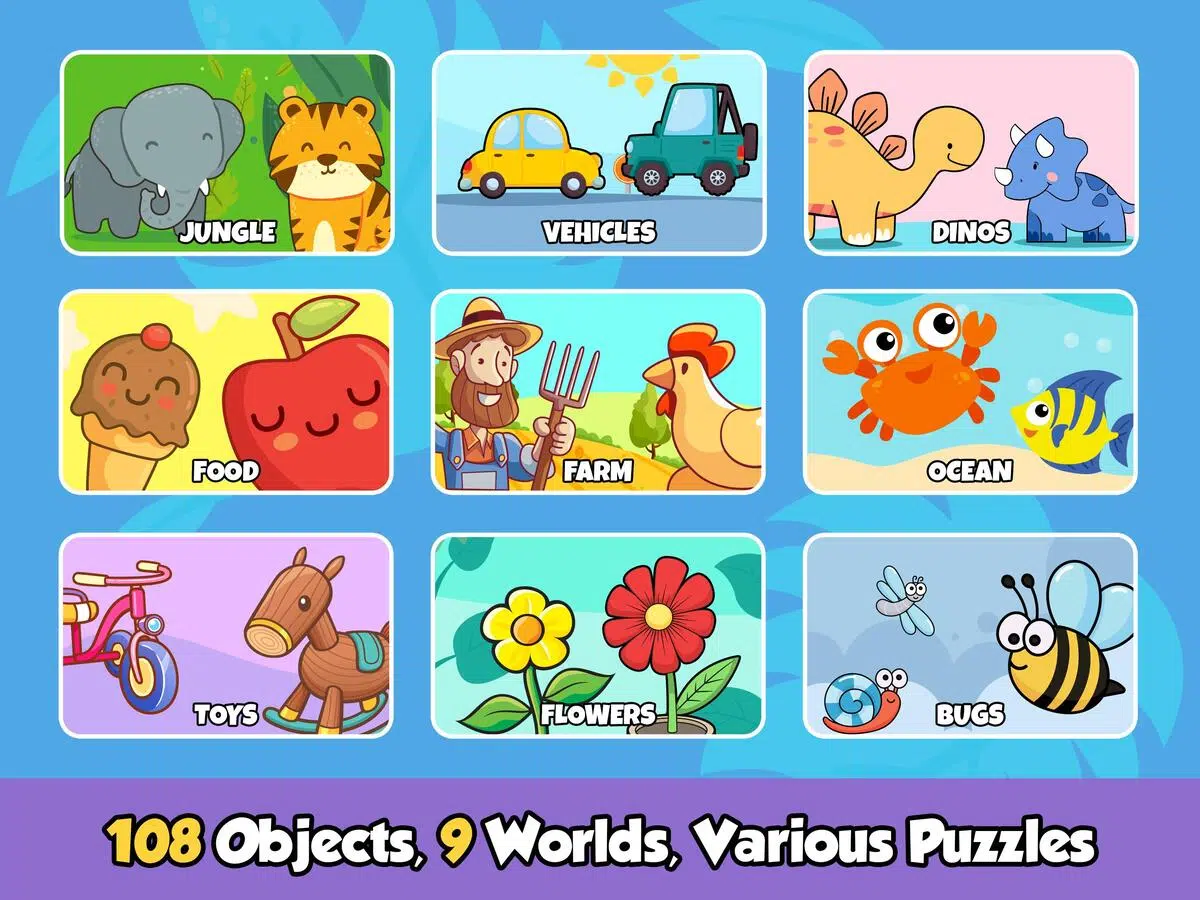 JUNGLE
VEHICLES
DINOS
FOOD
FARM
OCEAN
TOYS
FLOWERS
BUGS
108 Objects, 9 Worlds, Various Puzzles